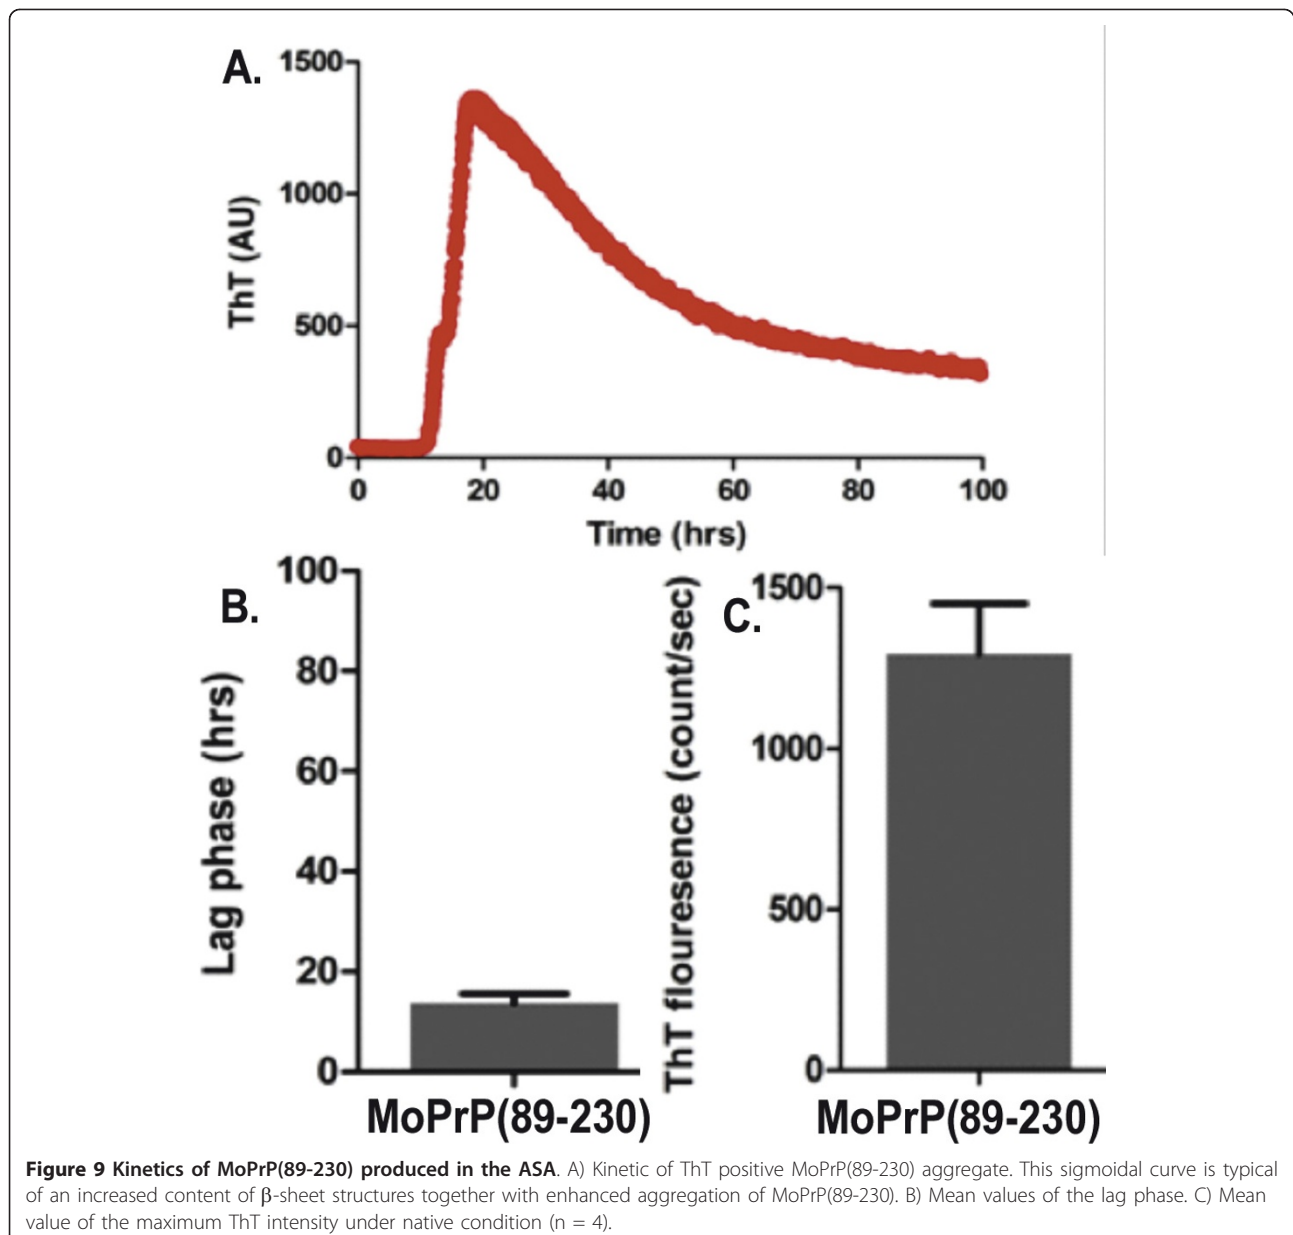 A.
1500
1000
500
0
ThT (AU)
0 20 40 60 80 100
Time (hrs)
B.
100
80
60
40
20
0
Lag phase (hrs)
MoPrP(89-230)
C.
1500
1000
500
0
ThT flouresence (count/sec)
MoPrP(89-230)
Figure 9 Kinetics of MoPrP(89-230) produced in the ASA. A) Kinetic of ThT positive MoPrP(89-230) aggregate. This sigmoidal curve is typical
of an increased content of β-sheet structures together with enhanced aggregation of MoPrP(89-230). B) Mean values of the lag phase. C) Mean
value of the maximum ThT intensity under native condition (n = 4).